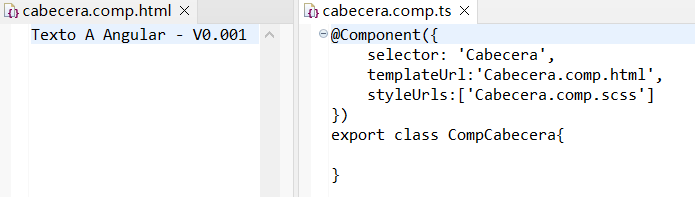 cabecera.comp.html
Texto A Angular - V0.001
cabecera.comp.ts
@Component({
    selector: 'Cabecera',
    templateUrl:'Cabecera.comp.html',
    styleUrls:['Cabecera.comp.scss']
})
export class CompCabecera{

}